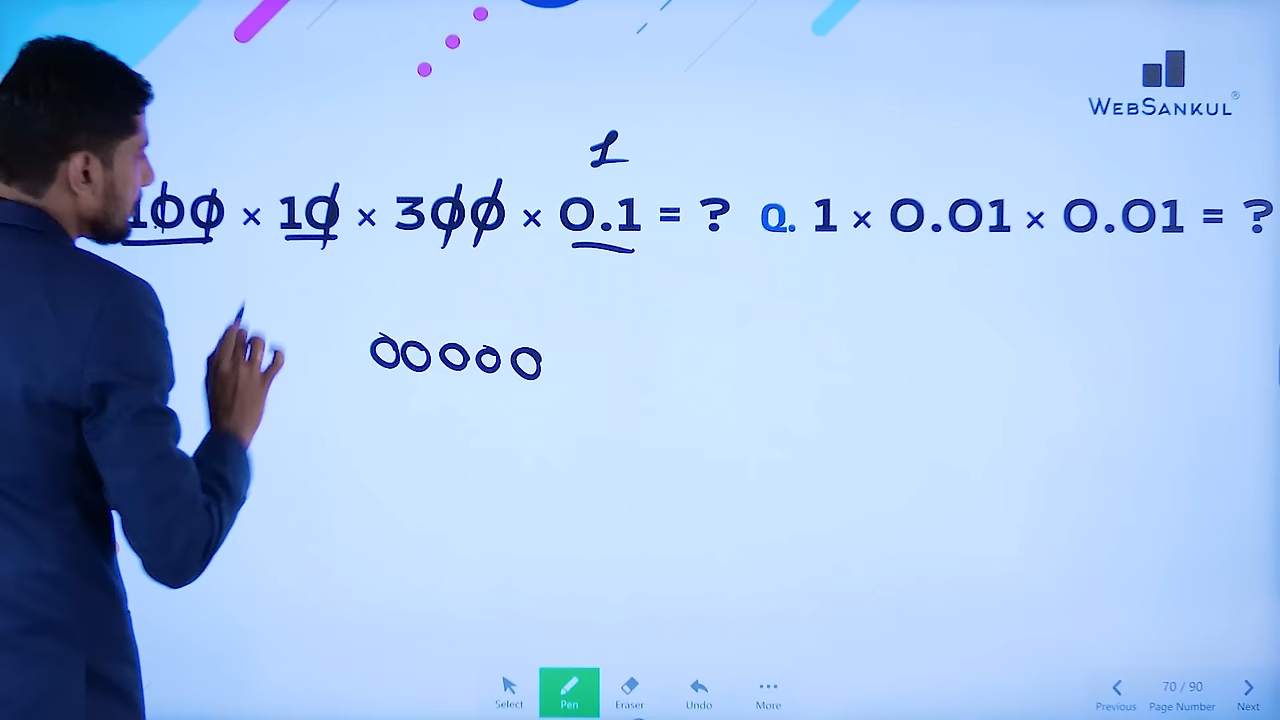 WEBSANKUL®
1
100 × 10 × 300 × 0.1 = ? Q. 1 × 0.01 × 0.01 = ?
00000
Select Pen Eraser Undo More
70 / 90
Previous Page Number Next